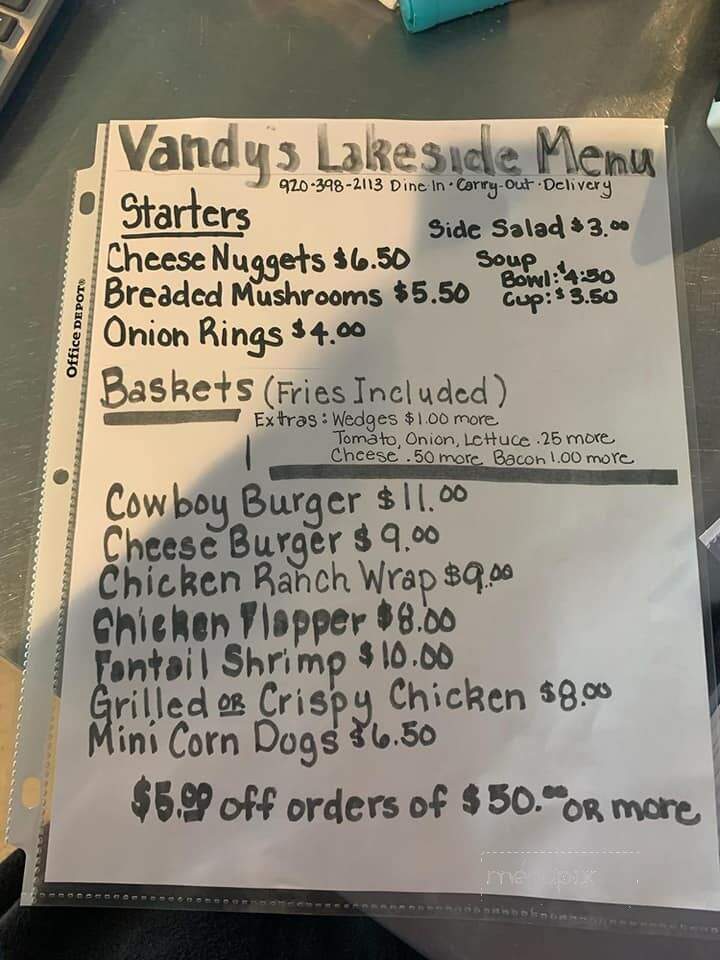 Vandy's Lakeside Menu
920-398-2113 Dine In · Carry-Out · Delivery
Starters
Side Salad $3.00
Cheese Nuggets $6.50
Soup
Bowl: $4.50
Breaded Mushrooms $5.50
Cup: $3.50
Onion Rings $4.00
Baskets (Fries Included)
Extras: Wedges $1.00 more
Tomato, Onion, Lettuce .25 more
Cheese .50 more Bacon 1.00 more
Cowboy Burger $11.00
Cheese Burger $9.00
Chicken Ranch Wrap $9.00
Chicken Flapper $8.00
Fantail Shrimp $10.00
Grilled OR Crispy Chicken $8.00
Mini Corn Dogs $6.50
off orders of $50.00 OR more
Office DEPOT®
menupix